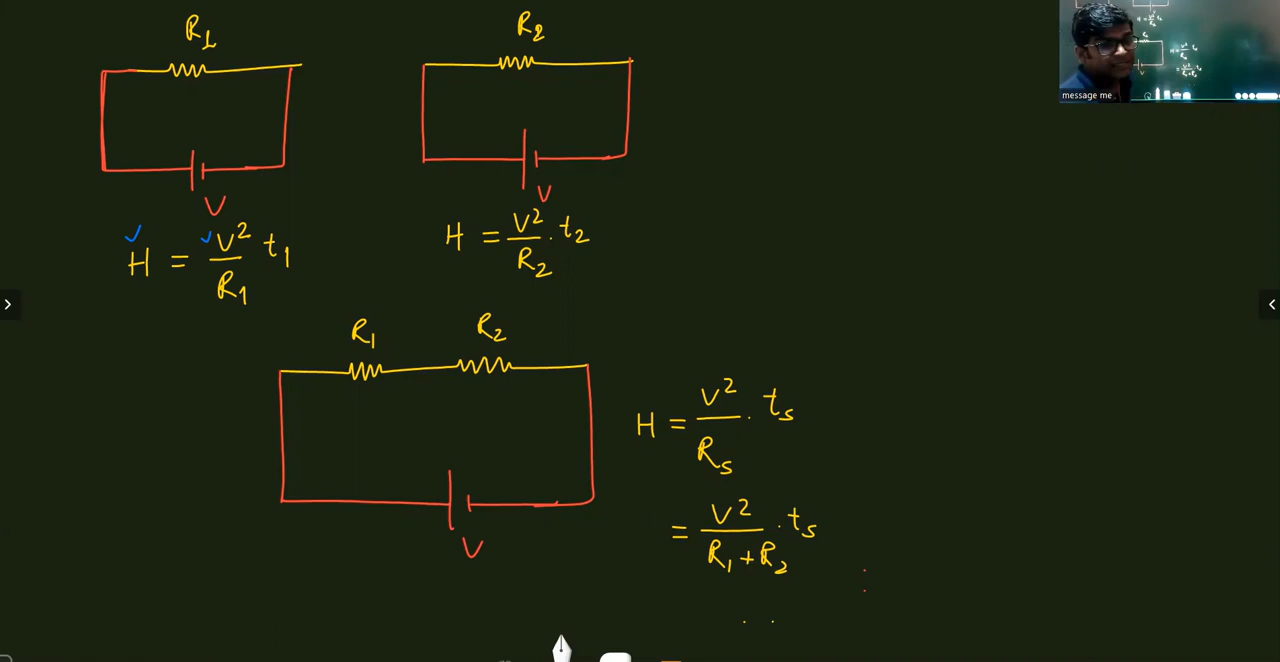 R₁
R₂
V
V
H = V²/R₁ t₁
H = V²/R₂ . t₂
R₁
R₂
V
H = V²/Rₛ . tₛ
= V²/R₁+R₂ . tₛ
message me